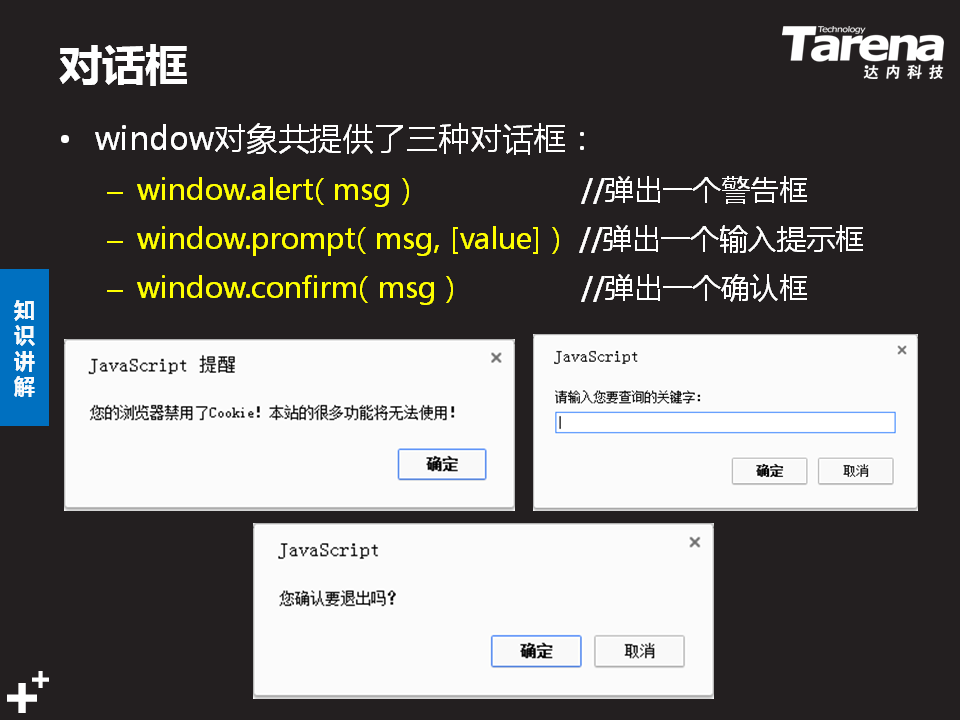 对话框
Technology
Tarena
达内科技
• window对象共提供了三种对话框：
– window.alert( msg ) //弹出一个警告框
– window.prompt( msg, [value] ) //弹出一个输入提示框
– window.confirm( msg ) //弹出一个确认框
知识讲解
JavaScript 提醒
您的浏览器禁用了Cookie！本站的很多功能将无法使用！
确定
JavaScript
请输入您要查询的关键字：
确定 取消
JavaScript
您确认要退出吗？
确定 取消